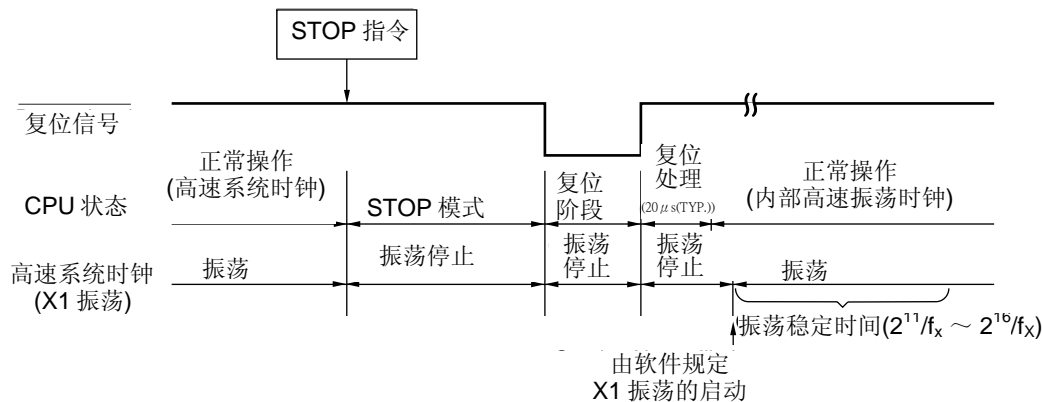 STOP 指令
复位信号
CPU 状态
正常操作
(高速系统时钟)
STOP 模式
复位
阶段
复位
处理
(20μs(TYP.))
正常操作
(内部高速振荡时钟)
高速系统时钟
(X1 振荡)
振荡
振荡停止
振荡
停止
振荡
停止
振荡
振荡稳定时间(2¹¹/fx ～ 2¹⁶/fX)
由软件规定
X1 振荡的启动